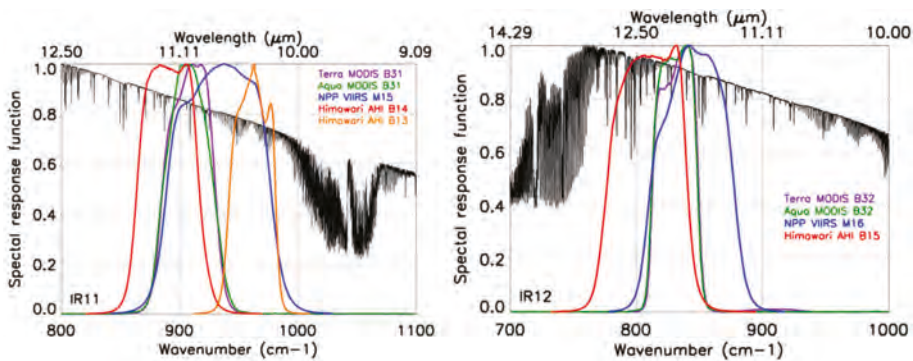 Wavelength (μm)
12.50 11.11 10.00 9.09
Spectral response function
1.0
0.8
0.6
0.4
0.2
0.0
Terra MODIS B31
Aqua MODIS B31
NPP VIIRS M15
Himawari AHI B14
Himawari AHI B13
IR11
800 900 1000 1100
Wavenumber (cm−1)
Wavelength (μm)
14.29 12.50 11.11 10.00
Spectral response function
1.0
0.8
0.6
0.4
0.2
0.0
Terra MODIS B32
Aqua MODIS B32
NPP VIIRS M16
Himawari AHI B15
IR12
700 800 900 1000
Wavenumber (cm−1)